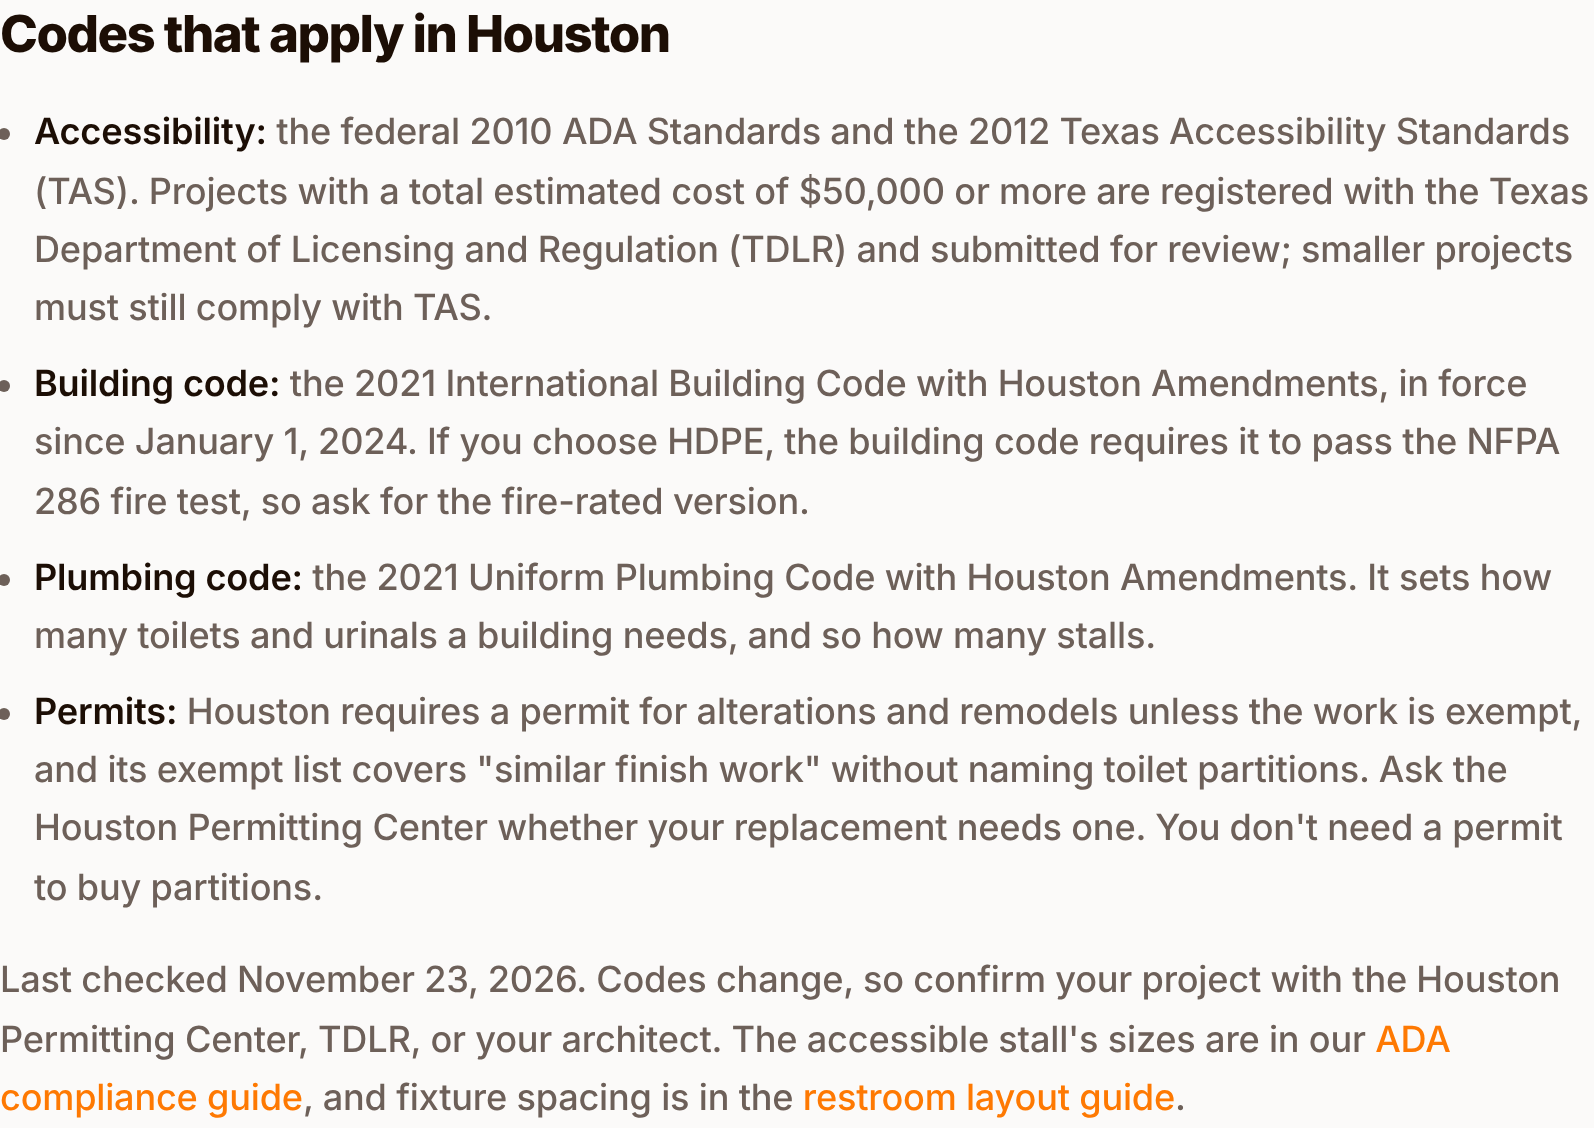 Codes that apply in Houston
• Accessibility: the federal 2010 ADA Standards and the 2012 Texas Accessibility Standards
(TAS). Projects with a total estimated cost of $50,000 or more are registered with the Texas
Department of Licensing and Regulation (TDLR) and submitted for review; smaller projects
must still comply with TAS.
• Building code: the 2021 International Building Code with Houston Amendments, in force
since January 1, 2024. If you choose HDPE, the building code requires it to pass the NFPA
286 fire test, so ask for the fire-rated version.
• Plumbing code: the 2021 Uniform Plumbing Code with Houston Amendments. It sets how
many toilets and urinals a building needs, and so how many stalls.
• Permits: Houston requires a permit for alterations and remodels unless the work is exempt,
and its exempt list covers "similar finish work" without naming toilet partitions. Ask the
Houston Permitting Center whether your replacement needs one. You don't need a permit
to buy partitions.
Last checked November 23, 2026. Codes change, so confirm your project with the Houston
Permitting Center, TDLR, or your architect. The accessible stall's sizes are in our ADA
compliance guide, and fixture spacing is in the restroom layout guide.